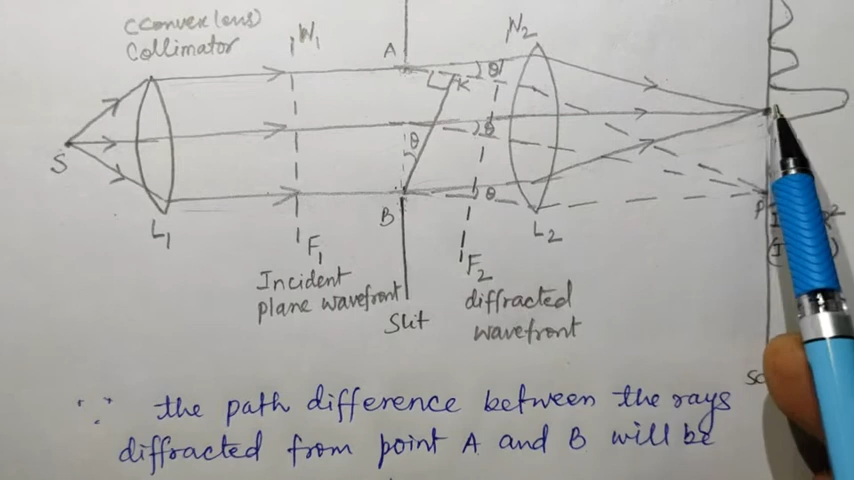 (Convex lens)
Collimator
W₁
A
W₂
θ
K
θ
θ
θ
S
B
P
L₁
F₁
L₂
F₂
Incident
plane wavefront
Slit
diffracted
wavefront
∵ the path difference between the rays
diffracted from point A and B will be